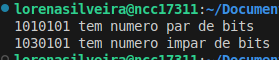 lorenasilveira@ncc17311:~/Documen
1010101 tem numero par de bits
1030101 tem numero impar de bits
lorenasilveira@ncc17311:~/Documen